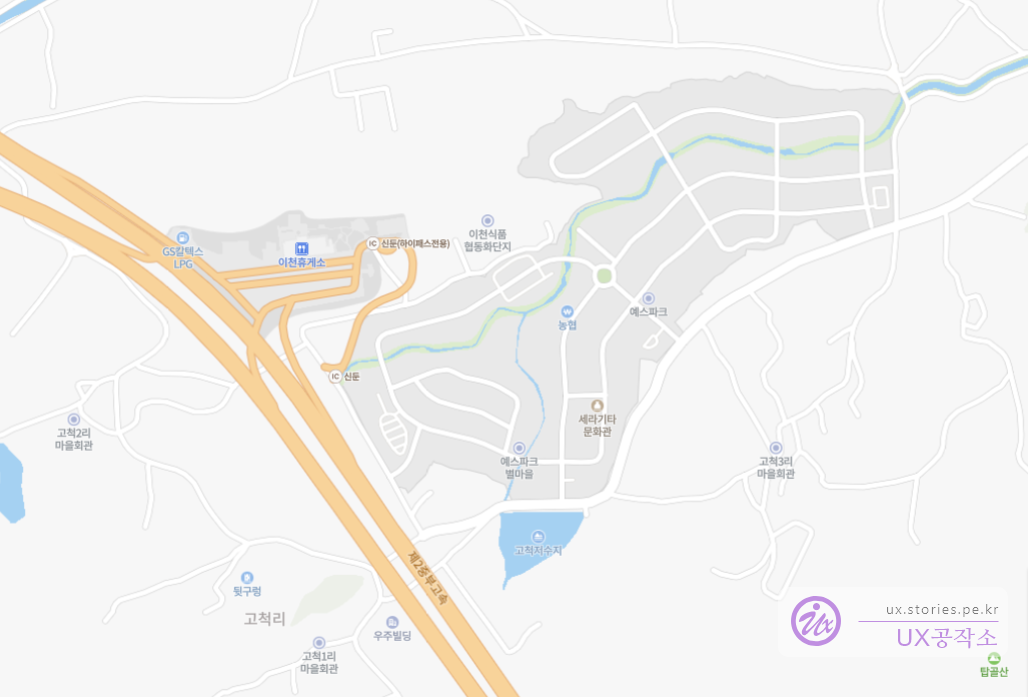 이천식품
협동화단지
GS칼텍스
LPG
이천휴게소
IC 신둔(하이패스전용)
예스파크
농협
IC 신둔
세라기타
문화관
고척2리
마을회관
예스파크
별마을
고척3리
마을회관
고척저수지
제2중부고속
뒷구렁
고척리
우주빌딩
고척1리
마을회관
ux.stories.pe.kr
Ux
UX공작소
탑골산